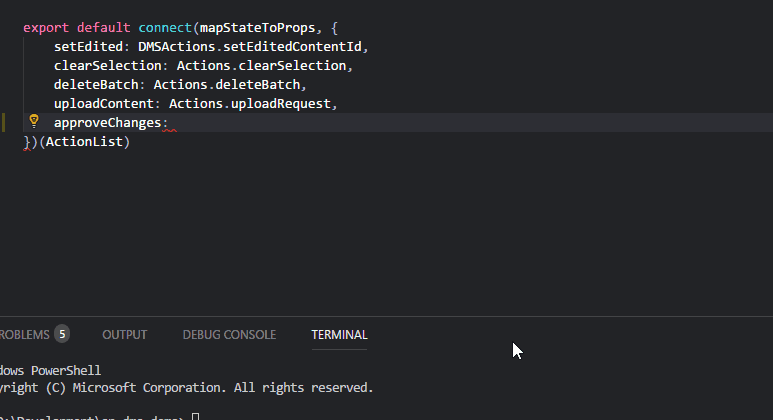 export default connect(mapStateToProps, {
    setEdited: DMSActions.setEditedContentId,
    clearSelection: Actions.clearSelection,
    deleteBatch: Actions.deleteBatch,
    uploadContent: Actions.uploadRequest,
    approveChanges:
})(ActionList)
ROBLEMS 5 OUTPUT DEBUG CONSOLE TERMINAL
dows PowerShell
yright (C) Microsoft Corporation. All rights reserved.